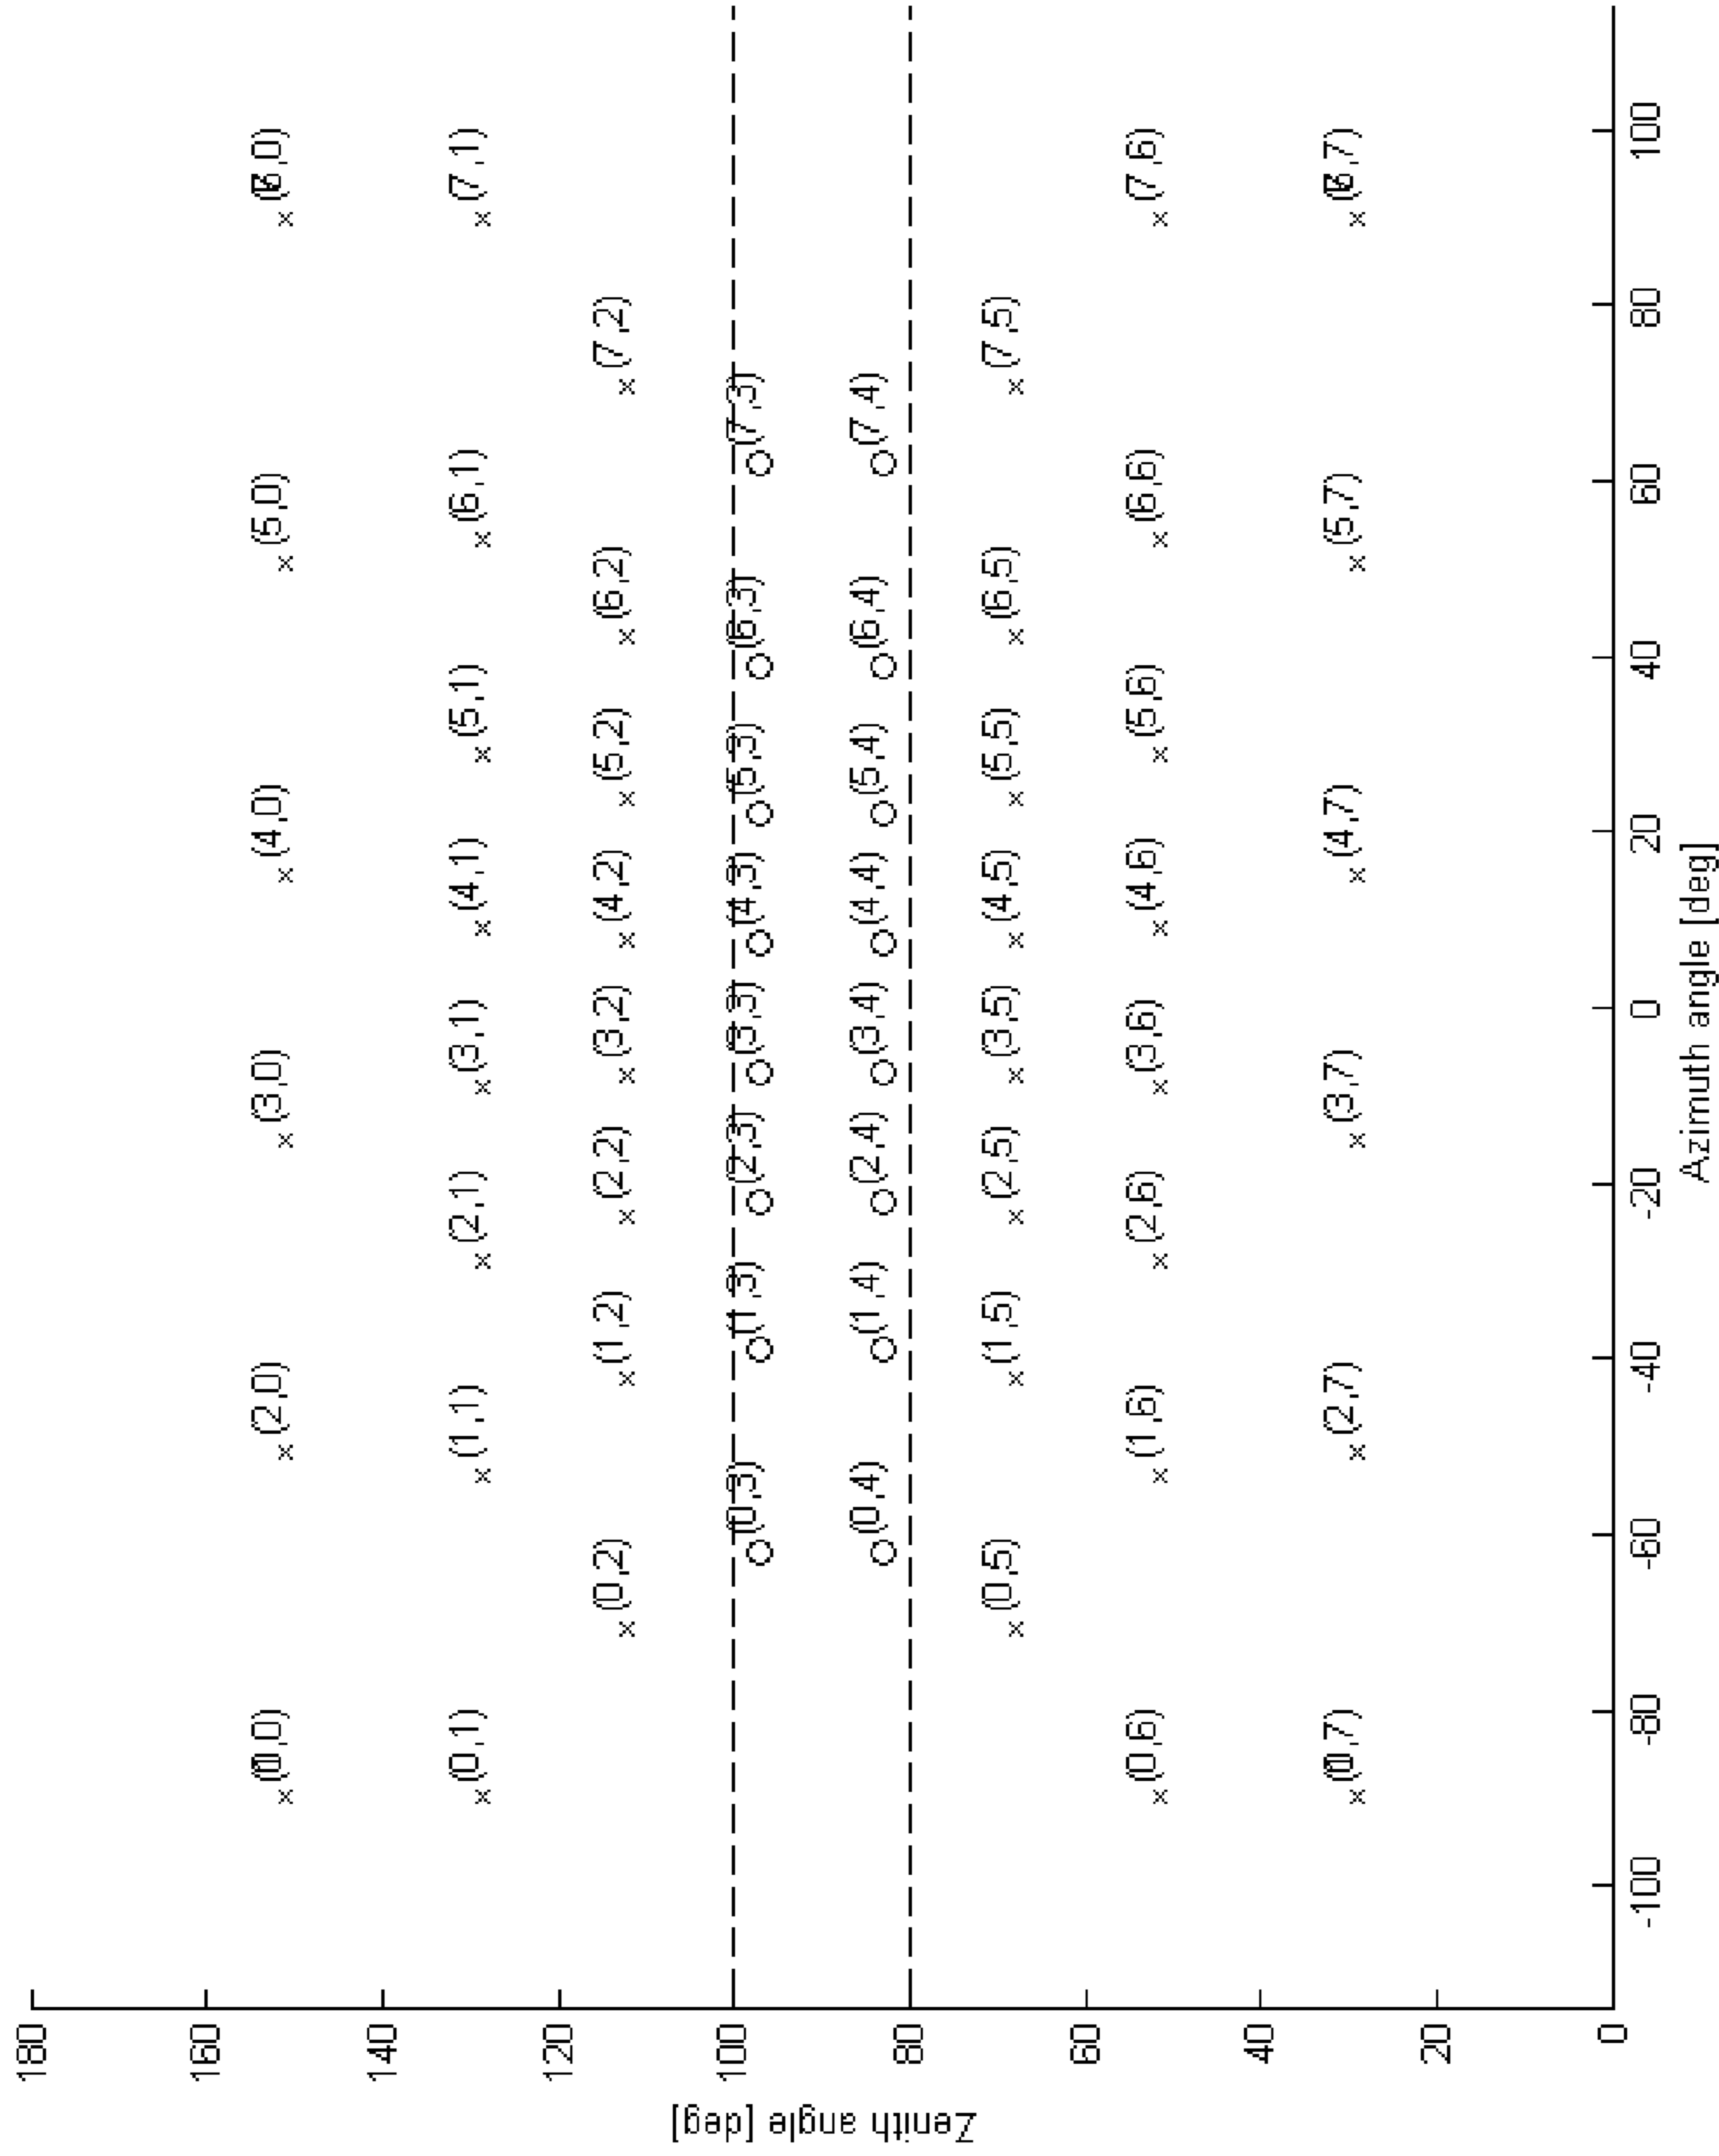 Zenith angle [deg]
180
160
140
120
100
80
60
40
20
0
(2,0) (3,0) (4,0) (5,0)
(0,1) (1,1) (2,1) (3,1) (4,1) (5,1) (6,1) (7,1)
(0,2) (1,2) (2,2) (3,2) (4,2) (5,2) (6,2) (7,2)
(0,3) (1,3) (2,3) (3,3) (4,3) (5,3) (6,3) (7,3)
(0,4) (1,4) (2,4) (3,4) (4,4) (5,4) (6,4) (7,4)
(0,5) (1,5) (2,5) (3,5) (4,5) (5,5) (6,5) (7,5)
(0,6) (1,6) (2,6) (3,6) (4,6) (5,6) (6,6) (7,6)
(2,7) (3,7) (4,7) (5,7)
-100 -80 -60 -40 -20 0 20 40 60 80 100
Azimuth angle [deg]